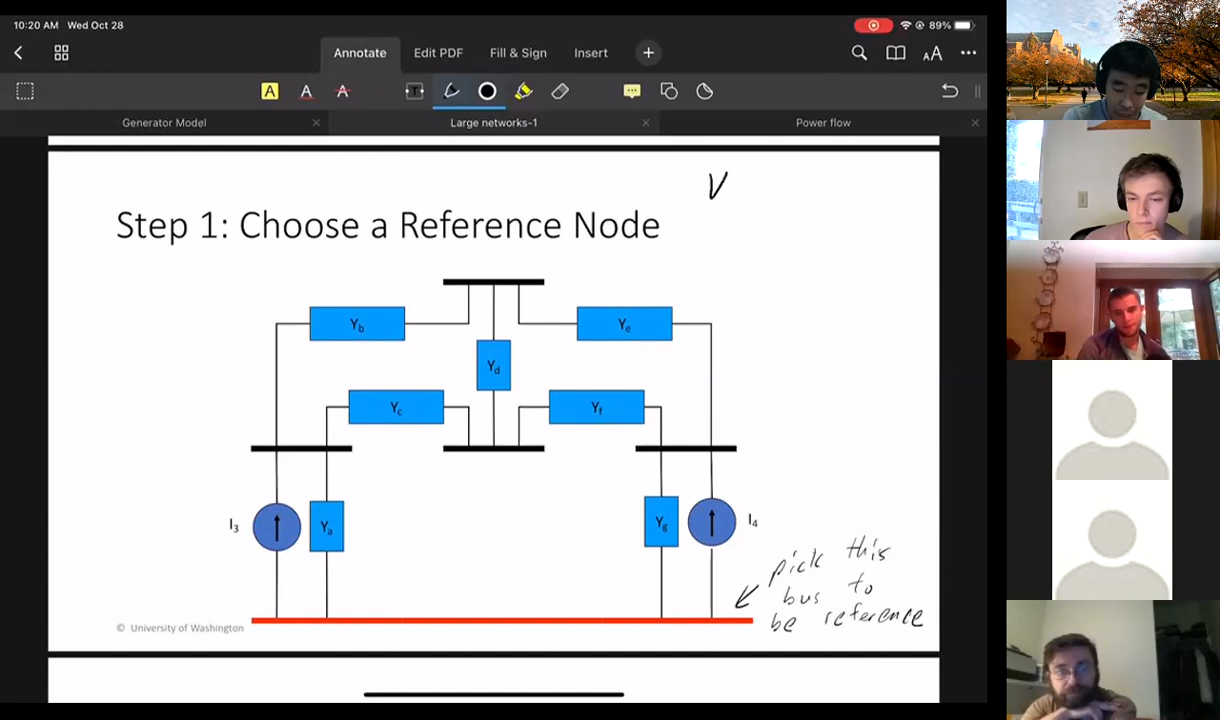 10:20 AM Wed Oct 28
89%
Annotate Edit PDF Fill & Sign Insert
A A A T AA
Generator Model Large networks-1 Power flow
V
Step 1: Choose a Reference Node
Yb Ye
Yd
Yc Yf
I3 Ya Yg I4
pick this
bus to
be reference
© University of Washington